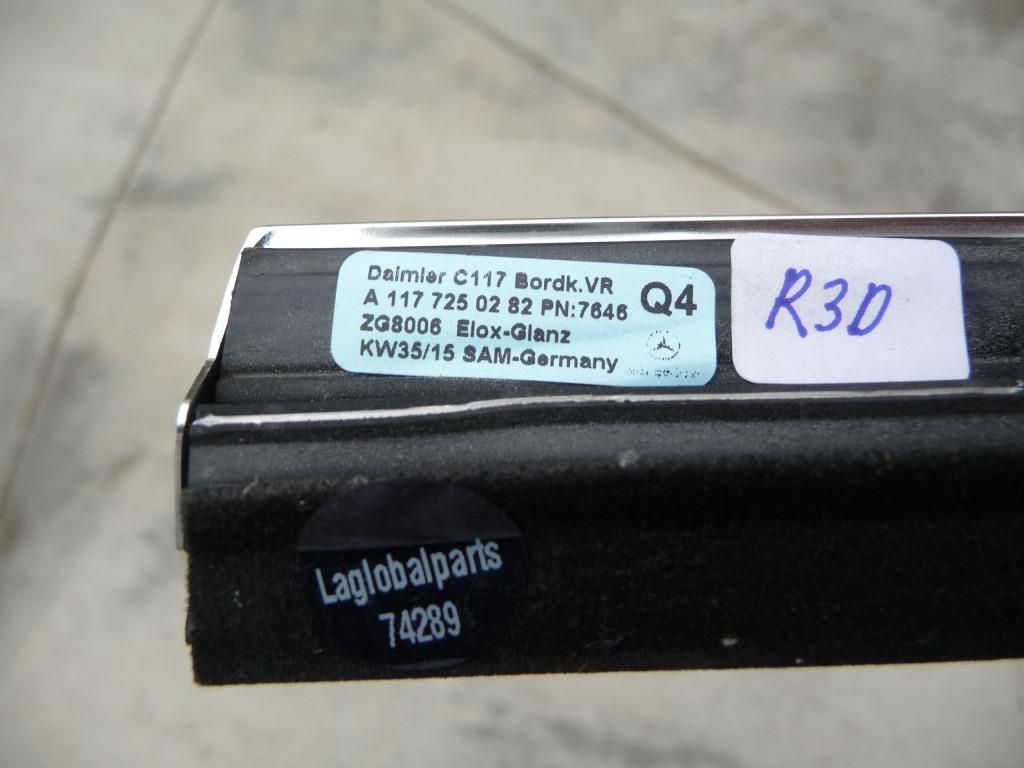 Daimler C117 Bordk.VR
A 117 725 02 82 PN:7646
Q4
ZG8006 Elox-Glanz
KW35/15 SAM-Germany
R3D
Laglobalparts
74289